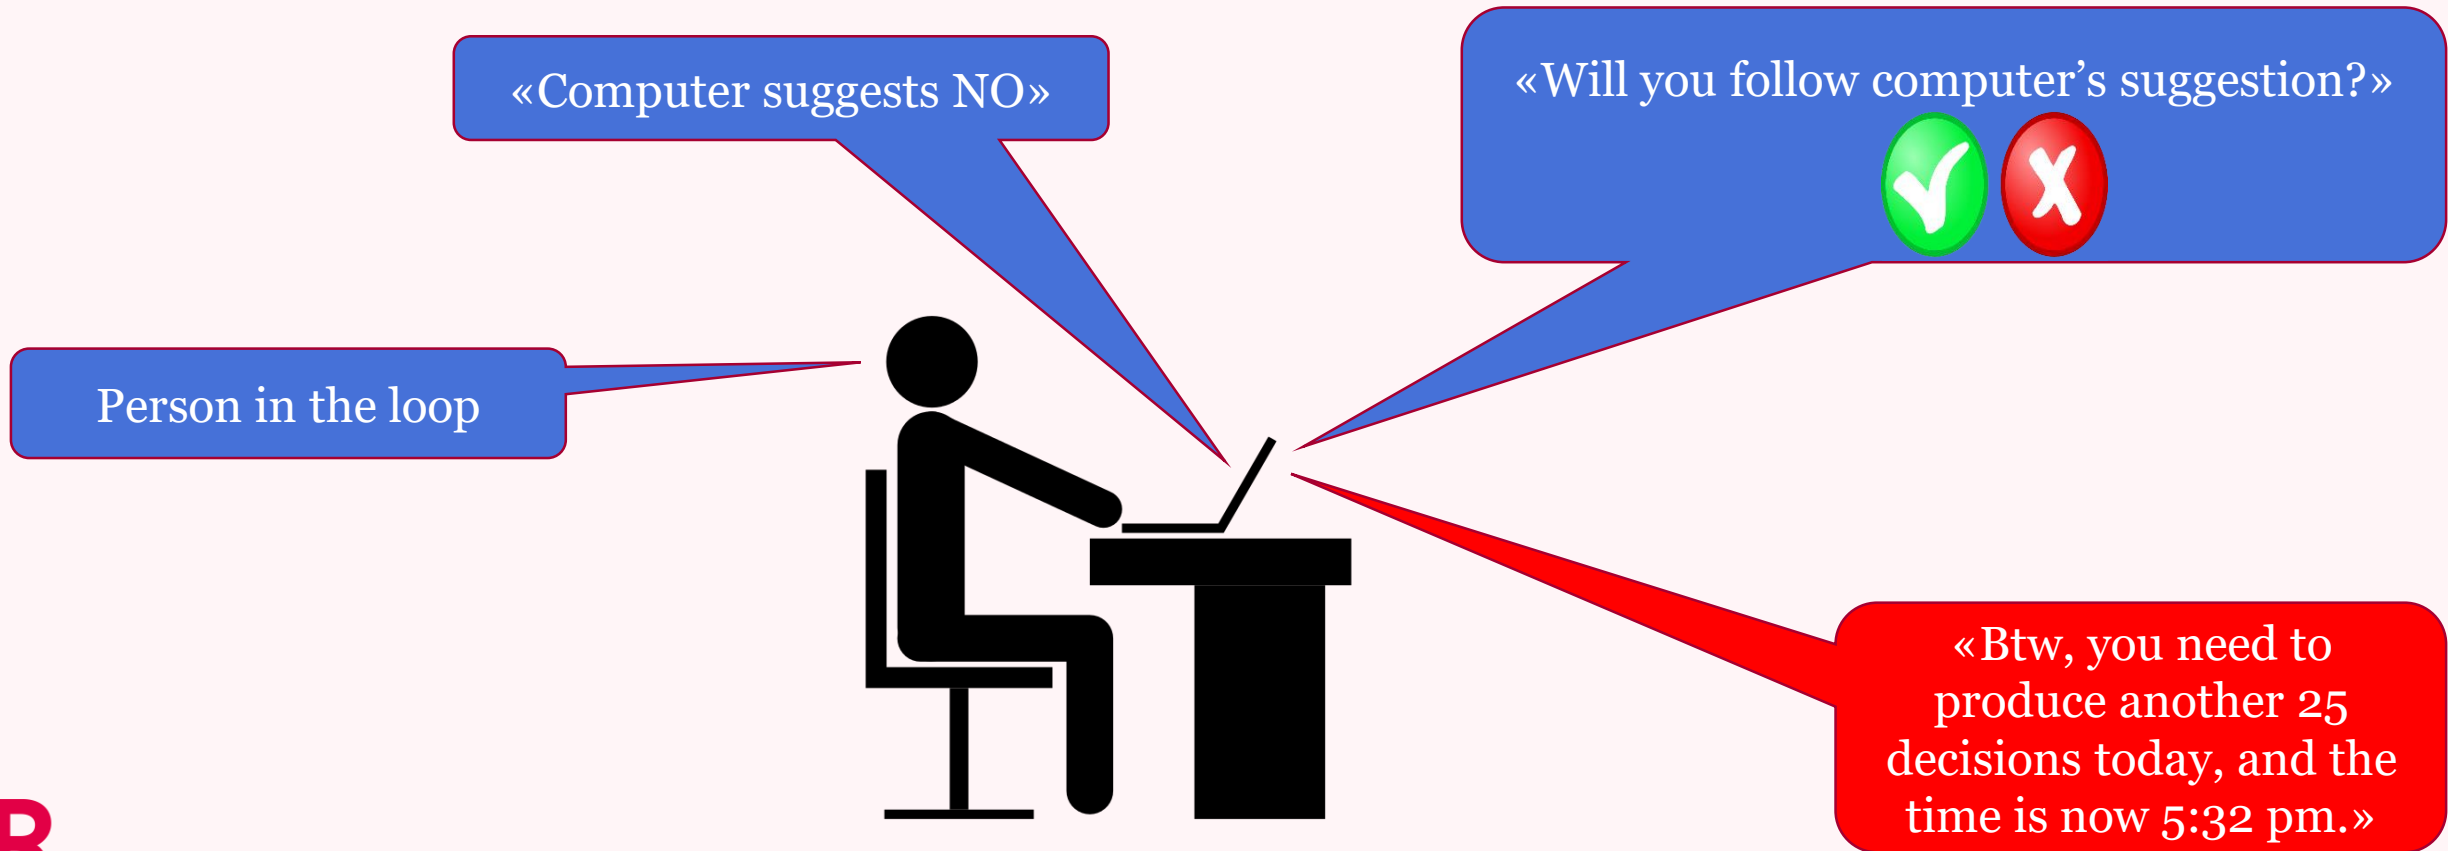 «Computer suggests NO»
«Will you follow computer’s suggestion?»
Person in the loop
«Btw, you need to
produce another 25
decisions today, and the
time is now 5:32 pm.»